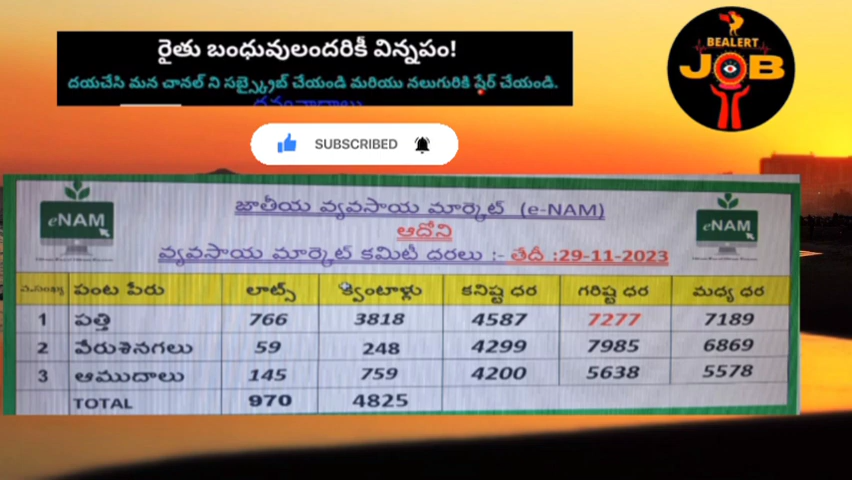 రైతు బంధువులందరికీ విన్నపం!
దయచేసి మన చానల్ ని సబ్స్క్రైబ్ చేయండి మరియు నలుగురికి షేర్ చేయండి.
BEALERT
JOB
SUBSCRIBED
eNAM
జాతీయ వ్యవసాయ మార్కెట్ (e-NAM)
ఆదోని
వ్యవసాయ మార్కెట్ కమిటీ ధరలు :- తేదీ :29-11-2023
eNAM
పంట పేరు లాట్స్ క్వింటాళ్లు కనిష్ట ధర గరిష్ట ధర మధ్య ధర
1 పత్తి 766 3818 4587 7277 7189
2 వేరుశెనగలు 59 248 4299 7985 6869
3 ఆముదాలు 145 759 4200 5638 5578
TOTAL 970 4825